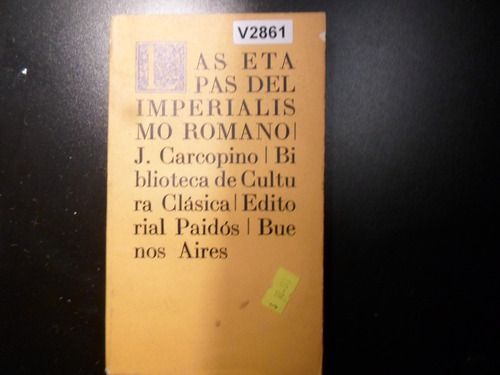 V2861
LAS ETA
PAS DEL
IMPERIALIS
MO ROMANO|
J. Carcopino | Bi
blioteca de Cultu
ra Clásica | Edito
rial Paidós | Bue
nos Aires